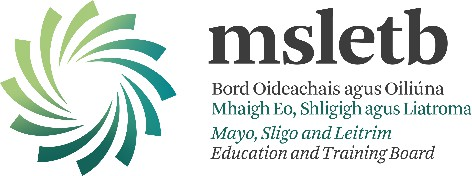 msletb
Bord Oideachais agus Oiliúna
Mhaigh Eo, Shligigh agus Liatroma
Mayo, Sligo and Leitrim
Education and Training Board